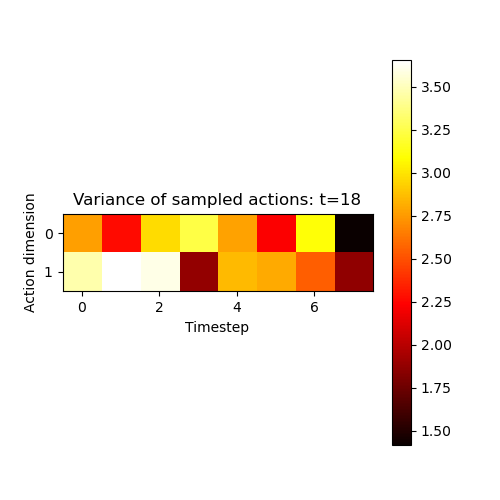 Variance of sampled actions: t=18
Action dimension
0
1
0 2 4 6
Timestep
3.50
3.25
3.00
2.75
2.50
2.25
2.00
1.75
1.50